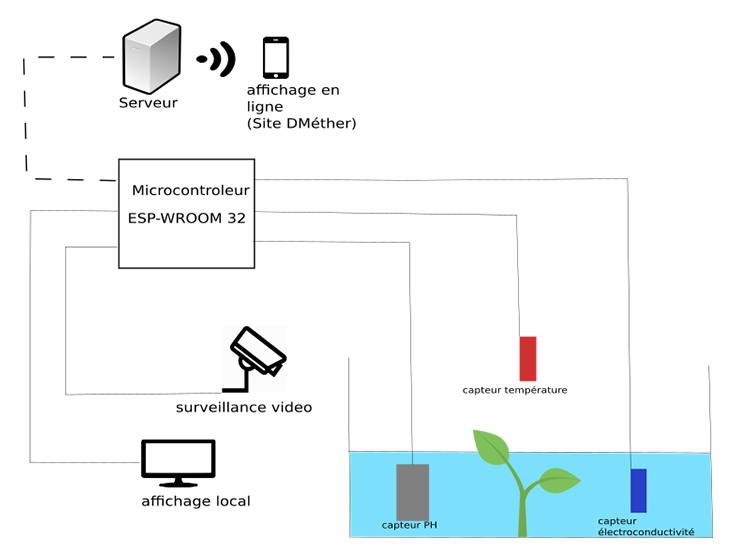 Serveur
affichage en
ligne
(Site DMéther)
Microcontroleur
ESP-WROOM 32
capteur température
surveillance video
affichage local
capteur PH
capteur
électroconductivité